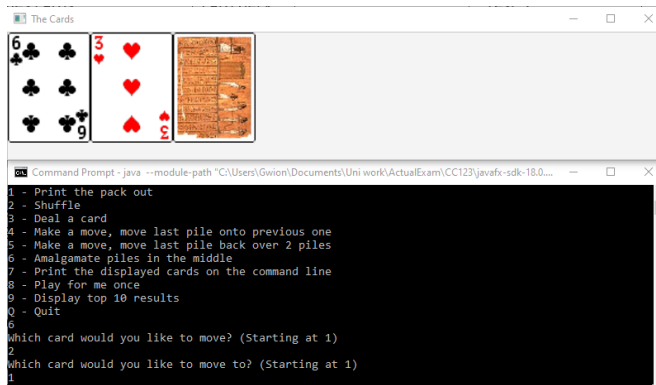 The Cards
6
3
9
3
Command Prompt - java --module-path "C:\Users\Gwion\Documents\Uni work\ActualExam\CC123\javafx-sdk-18.0....
1 - Print the pack out
2 - Shuffle
3 - Deal a card
4 - Make a move, move last pile onto previous one
5 - Make a move, move last pile back over 2 piles
6 - Amalgamate piles in the middle
7 - Print the displayed cards on the command line
8 - Play for me once
9 - Display top 10 results
Q - Quit
6
Which card would you like to move? (Starting at 1)
2
Which card would you like to move to? (Starting at 1)
1